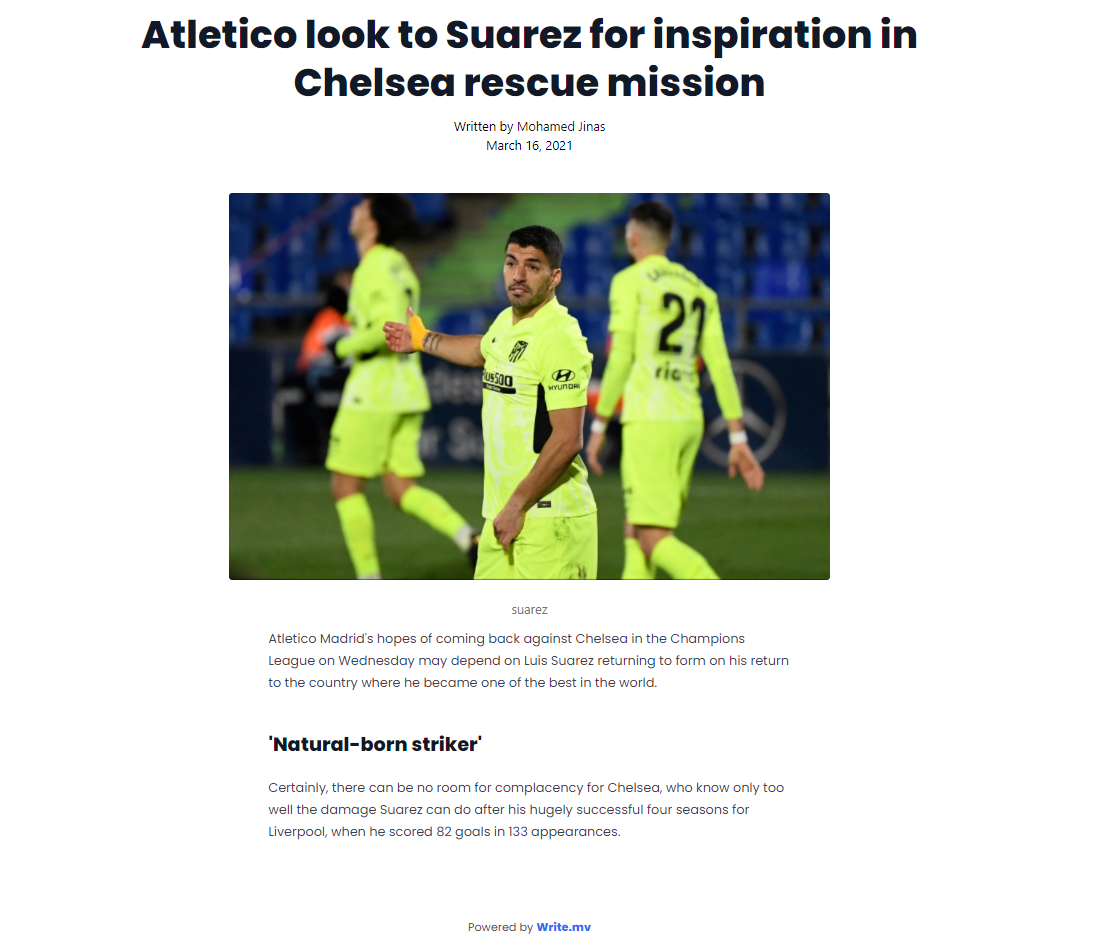 Atletico look to Suarez for inspiration in
Chelsea rescue mission
Written by Mohamed Jinas
March 16, 2021
21
HYUNDAI
suarez
Atletico Madrid's hopes of coming back against Chelsea in the Champions
League on Wednesday may depend on Luis Suarez returning to form on his return
to the country where he became one of the best in the world.
'Natural-born striker'
Certainly, there can be no room for complacency for Chelsea, who know only too
well the damage Suarez can do after his hugely successful four seasons for
Liverpool, when he scored 82 goals in 133 appearances.
Powered by Write.mv